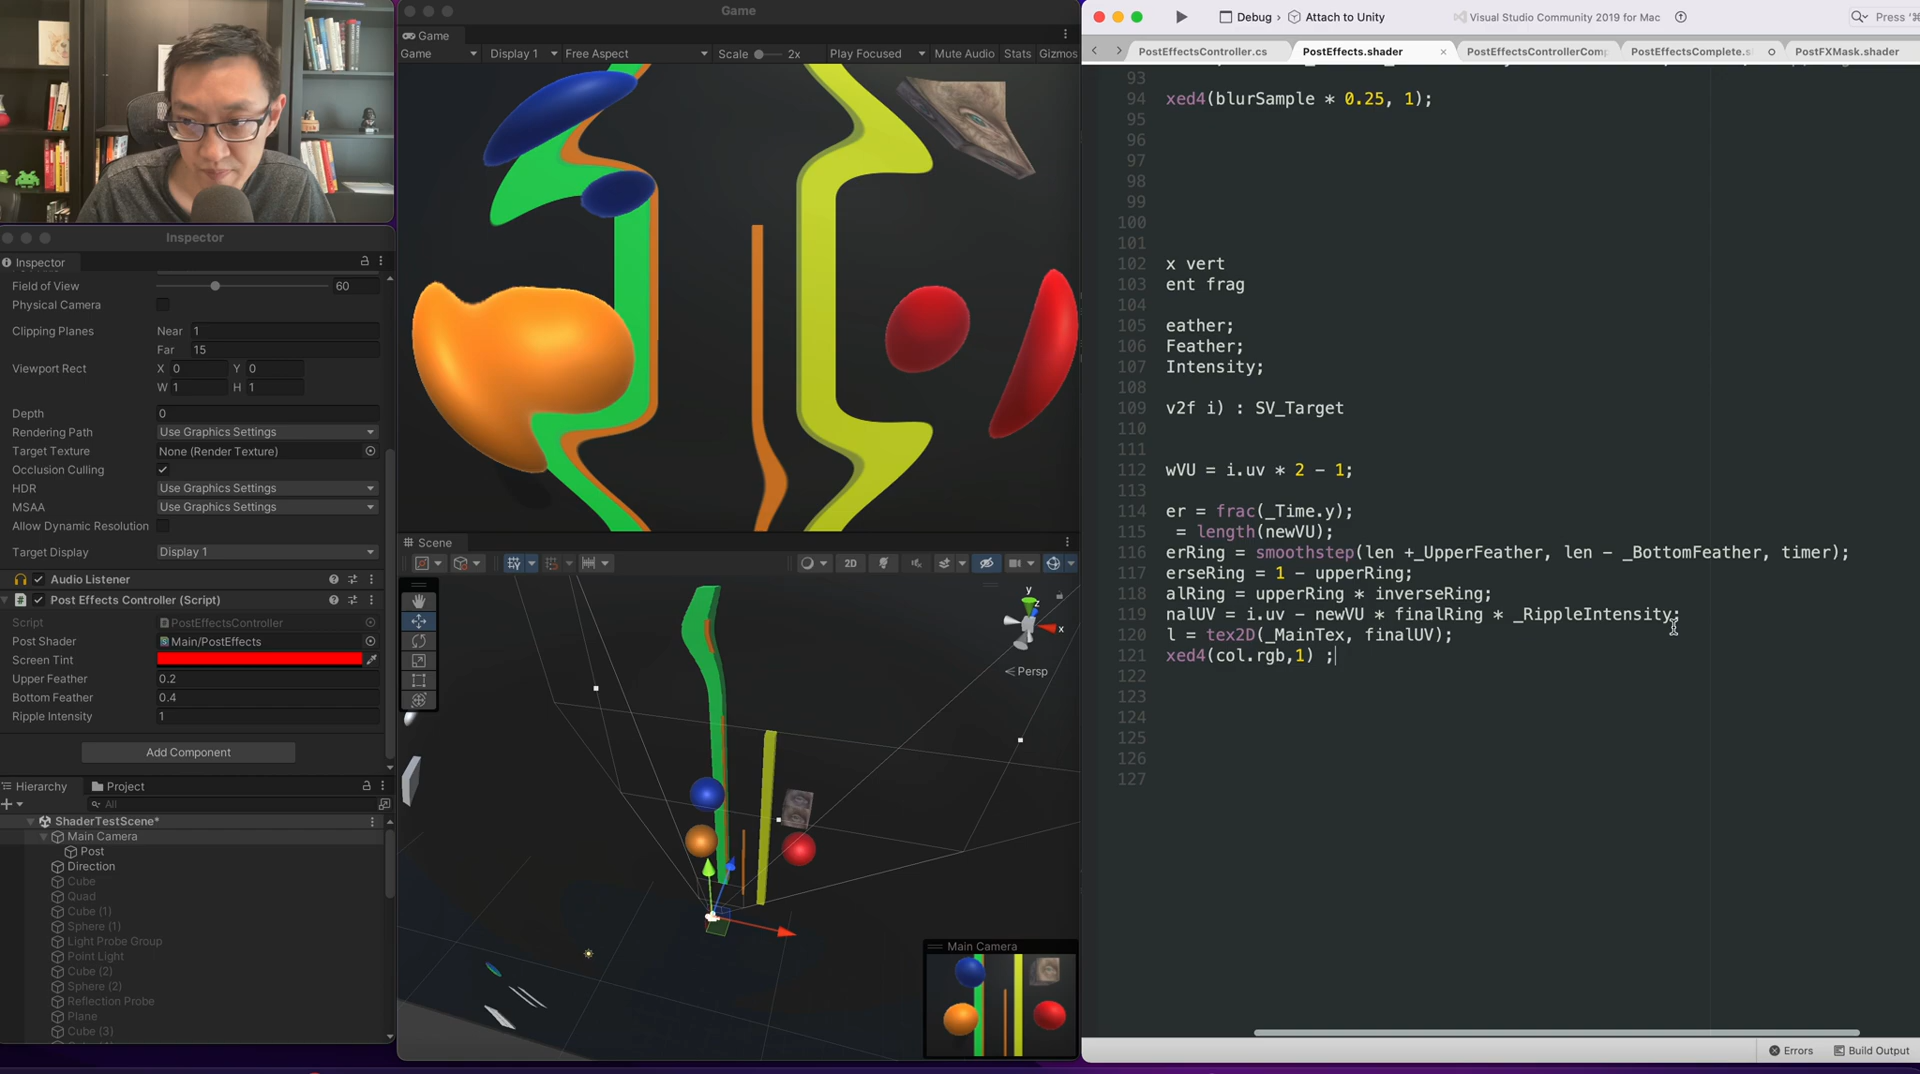 Inspector
Inspector
Field of View
60
Physical Camera
Clipping Planes
Near 1
Far 15
Viewport Rect
X 0 Y 0
W 1 H 1
Depth
0
Rendering Path
Use Graphics Settings
Target Texture
None (Render Texture)
Occlusion Culling
HDR
Use Graphics Settings
MSAA
Use Graphics Settings
Allow Dynamic Resolution
Target Display
Display 1
Audio Listener
# Post Effects Controller (Script)
Script
PostEffectsController
Post Shader
Main/PostEffects
Screen Tint
Upper Feather
0.2
Bottom Feather
0.4
Ripple Intensity
1
Add Component
Hierarchy Project
+ All
ShaderTestScene*
Main Camera
Post
Direction
Cube
Quad
Cube (1)
Sphere (1)
Light Probe Group
Point Light
Cube (2)
Sphere (2)
Reflection Probe
Plane
Cube (3)
Game
Game
Game Display 1 Free Aspect Scale 2x Play Focused Mute Audio Stats Gizmos
Scene
2D
y
z
x
Persp
Main Camera
Debug › Attach to Unity
Visual Studio Community 2019 for Mac
Press '⌘
PostEffectsController.cs PostEffects.shader × PostEffectsControllerComp PostEffectsComplete.s PostFXMask.shader
93
94 xed4(blurSample * 0.25, 1);
95
96
97
98
99
100
101
102 x vert
103 ent frag
104
105 eather;
106 Feather;
107 Intensity;
108
109 v2f i) : SV_Target
110
111
112 wVU = i.uv * 2 - 1;
113
114 er = frac(_Time.y);
115 = length(newVU);
116 erRing = smoothstep(len +_UpperFeather, len - _BottomFeather, timer);
117 erseRing = 1 - upperRing;
118 alRing = upperRing * inverseRing;
119 nalUV = i.uv - newVU * finalRing * _RippleIntensity;
120 l = tex2D(_MainTex, finalUV);
121 xed4(col.rgb,1) ;
122
123
124
125
126
127
Errors Build Output